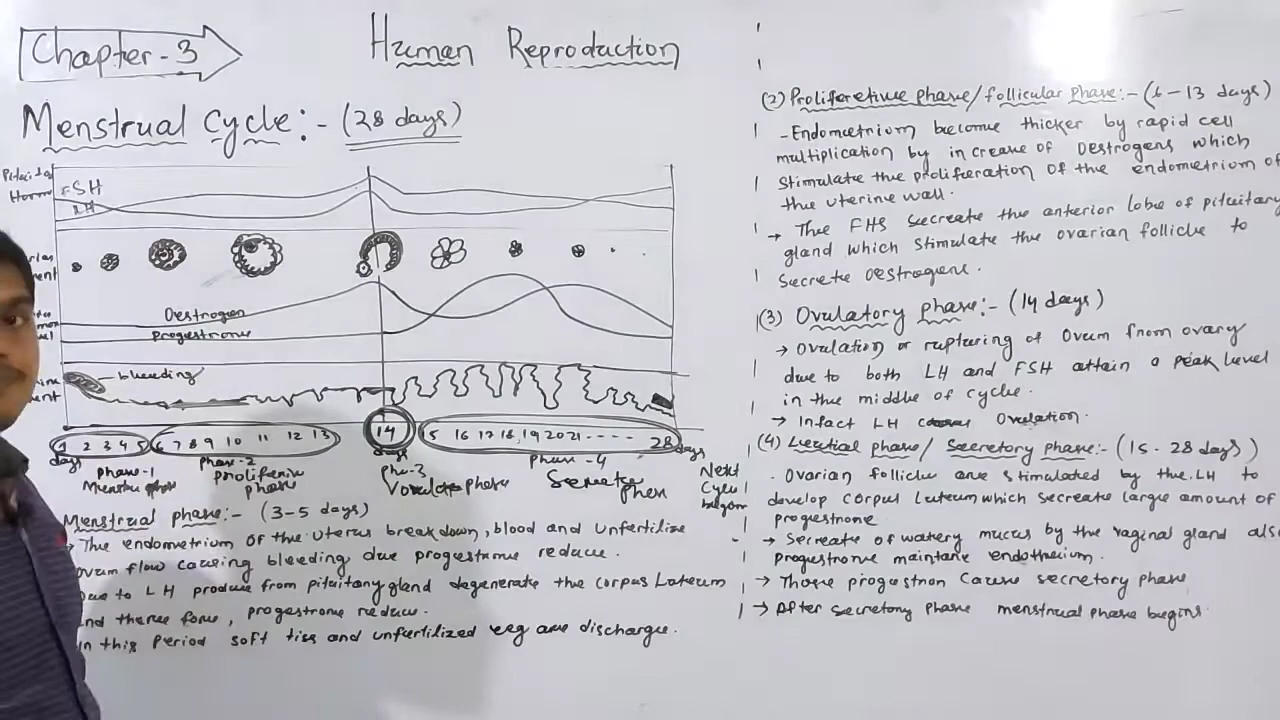 Chapter-3
Human Reproduction
Menstrual Cycle:- (28 days)
FSH
LH
Oestrogen
Progestrone
bleeding
1 2 3 4 5 6 7 8 9 10 11 12 13 14 15 16 17 18 19 20 21 - - - - 28 days
days
Phase-1
Phase-2
Proliferive
phase
Phase-4
Next
Menstrual phase:- (3-5 days)
The endometrium of the uterus breakdown, blood and unfertilize
ovum flow causing bleeding due progestrone reduce.
Due to LH produce from pituitary gland degenerate the corpus Luteum
and therefore, progestrone reduce.
In this period soft tiss and unfertilized egg are discharge.
(2) Proliferetive phase/follicular phase:- (6-13 days)
- Endometrium become thicker by rapid cell
multiplication by increase of Oestrogens which
stimulate the proliferation of the endometrium of
the uterine wall.
→ The FHS secreate the anterior lobe of pituitary
gland which stimulate the ovarian follicle to
Secrete oestrogens.
(3) Ovulatory phase:- (14 days)
→ Ovulation or rupturing of Ovum from ovary
due to both LH and FSH attain a peak level
in the middle of cycle.
→ Infact LH Ovulation.
(4) phase/ Secretory phase:- (15-28 days)
. Ovarian follicle are stimulated by the LH to
develop corpus Luteum which secreate large amount of
progestrone
→ Secreate of watery mucus by the vaginal gland also
progestrone maintane
→ progestron cause secretory phase
→ After secretory phase menstrual phase begins.